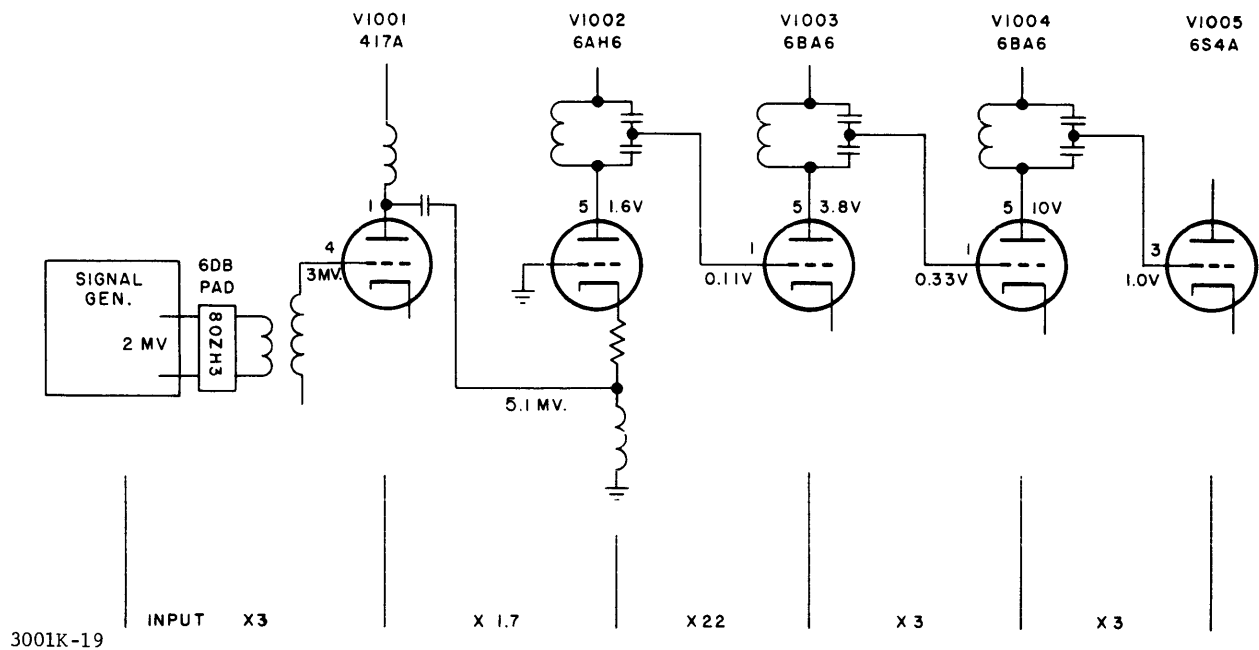 V1001
417A
V1002
6AH6
V1003
6BA6
V1004
6BA6
V1005
6S4A
1
5
1.6V
5
3.8V
5
10V
4
3MV.
1
0.11V
1
0.33V
3
1.0V
SIGNAL
GEN.
2 MV
6DB
PAD
80ZH3
5.1 MV.
INPUT X3
X 1.7
X22
X 3
X 3
3001K-19